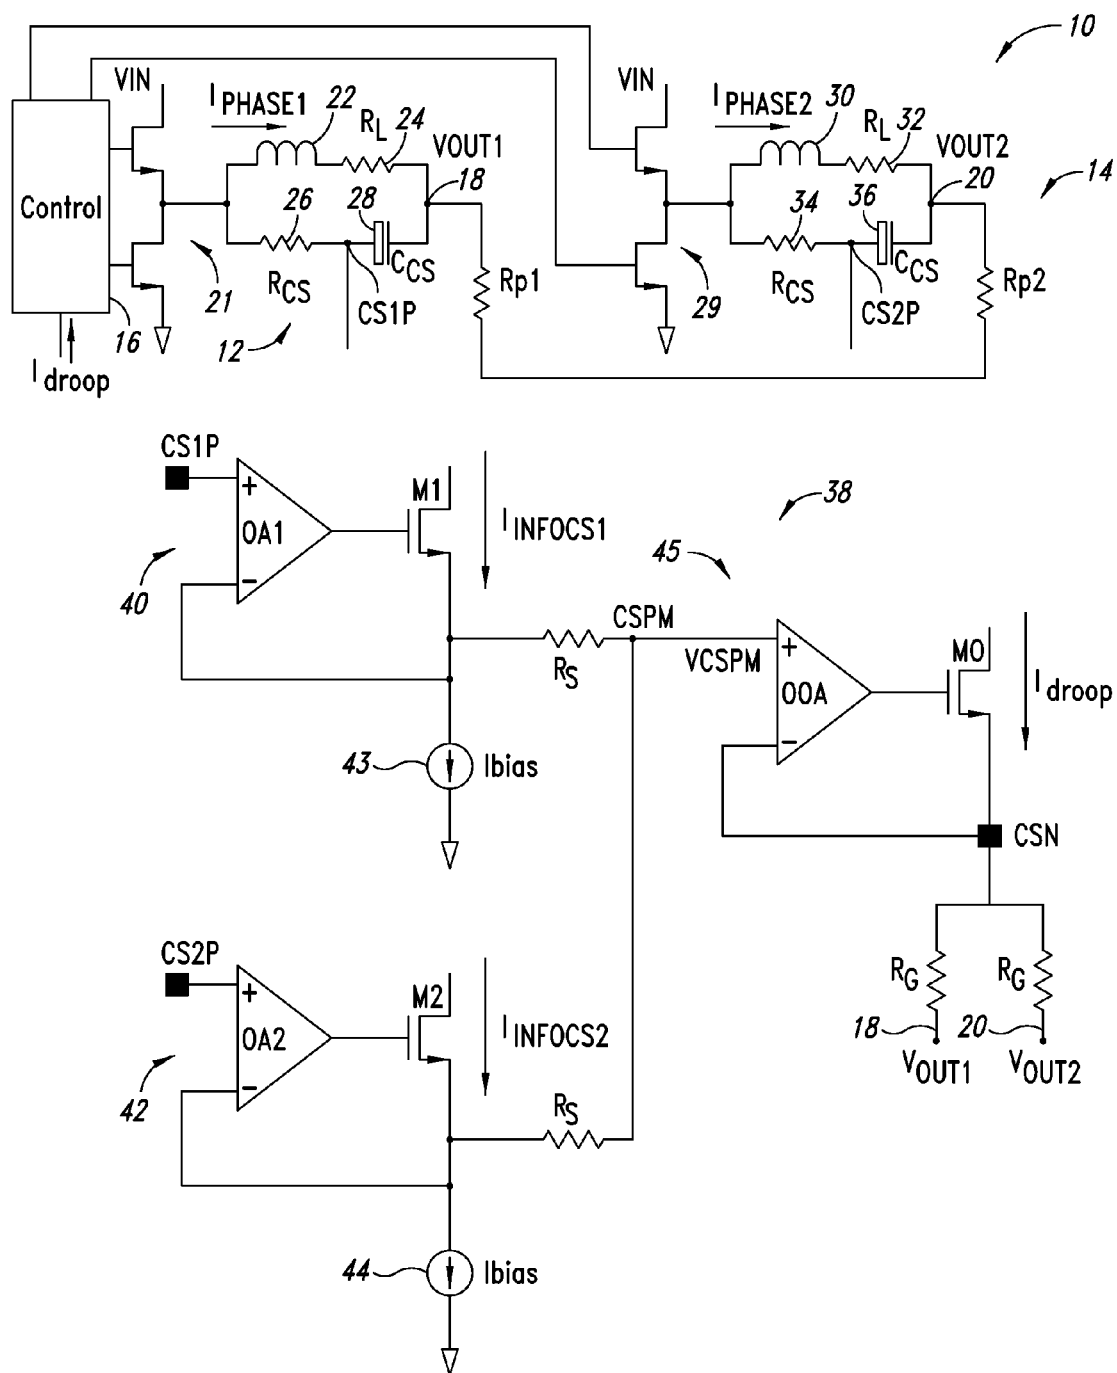 10
VIN
I PHASE1
22
RL
24
VOUT1
18
VIN
I PHASE2
30
RL
32
VOUT2
20
14
Control
26
28
34
36
21
RCS
CCS
CS1P
Rp1
29
RCS
CCS
CS2P
Rp2
16
12
Idroop
CS1P
+
OA1
-
M1
IINFOCS1
38
40
45
CSPM
RS
VCSPM
+
OOA
-
MO
Idroop
43
Ibias
CSN
CS2P
+
OA2
-
M2
IINFOCS2
RG
RG
18
20
VOUT1
VOUT2
42
RS
44
Ibias